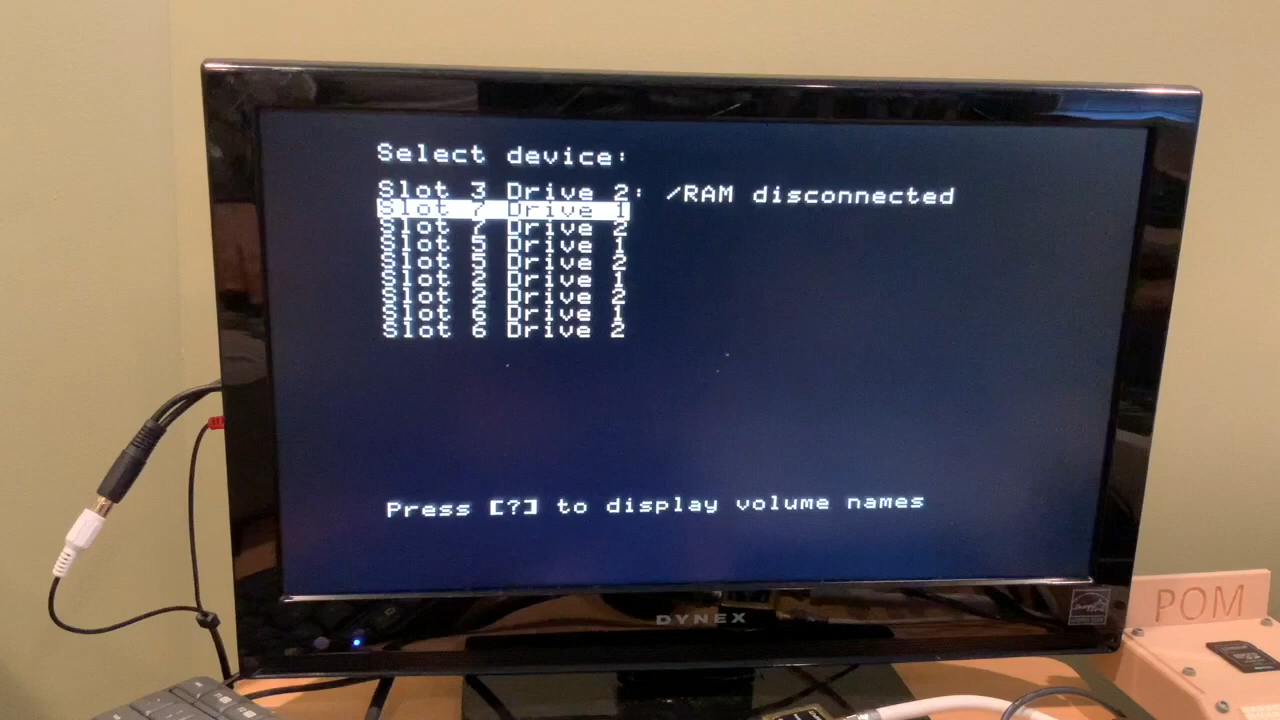 Select device:
Slot 3 Drive 2: /RAM disconnected
Slot 7 Drive 1
Slot 7 Drive 2
Slot 5 Drive 1
Slot 5 Drive 2
Slot 2 Drive 1
Slot 2 Drive 2
Slot 6 Drive 1
Slot 6 Drive 2
Press [?] to display volume names
DYNEX
POM